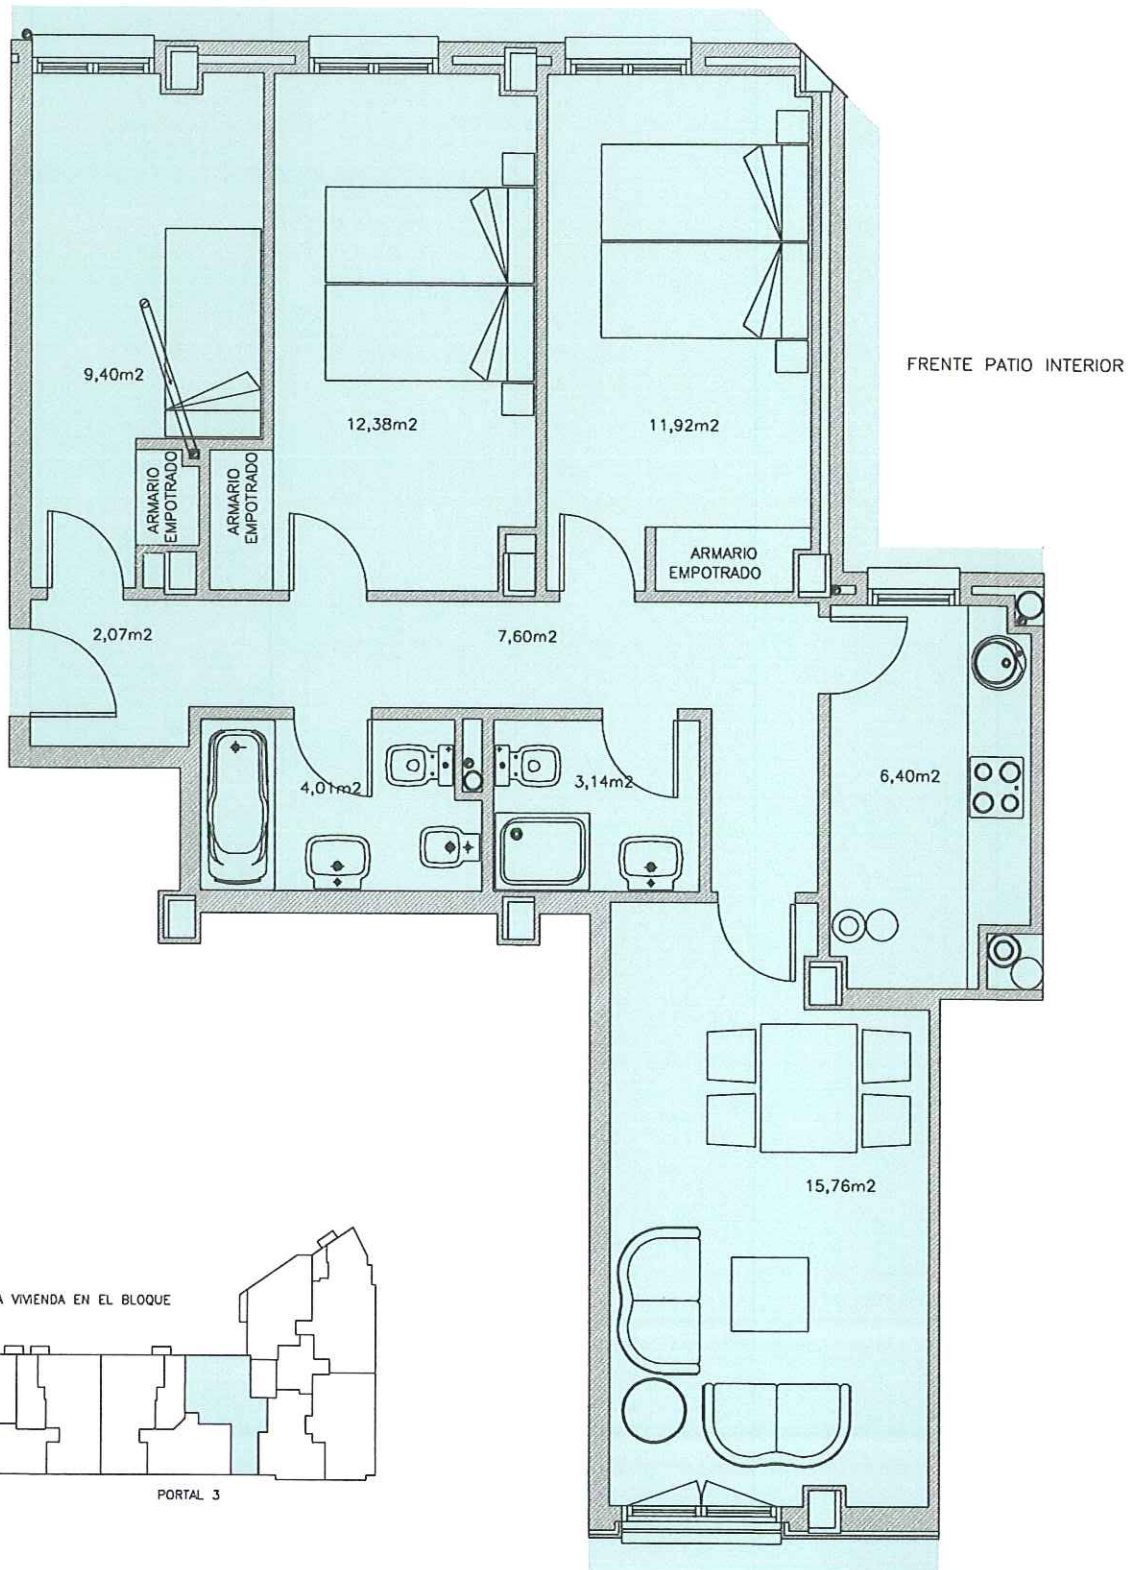 FRENTE PATIO INTERIOR
9,40m2
12,38m2
11,92m2
ARMARIO
EMPOTRADO
ARMARIO
EMPOTRADO
ARMARIO
EMPOTRADO
2,07m2
7,60m2
4,01m2
3,14m2
6,40m2
15,76m2
VIVIENDA EN EL BLOQUE
PORTAL 3